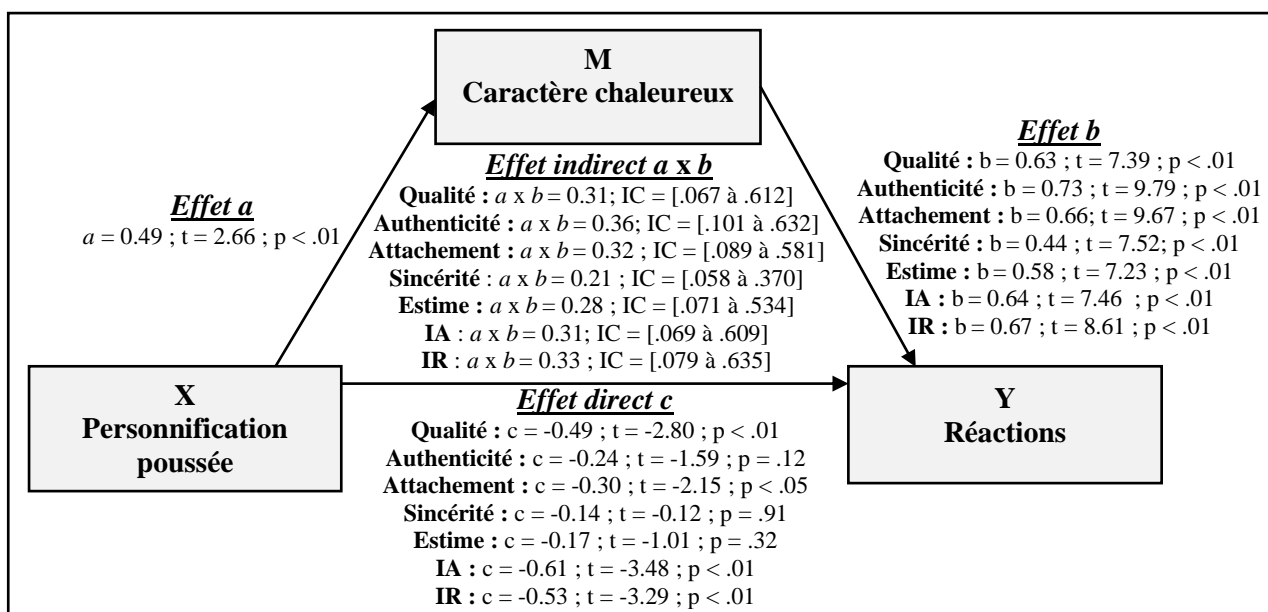 M
Caractère chaleureux
Effet a
a = 0.49 ; t = 2.66 ; p < .01
Effet indirect a x b
Qualité : a x b = 0.31; IC = [.067 à .612]
Authenticité : a x b = 0.36; IC = [.101 à .632]
Attachement : a x b = 0.32 ; IC = [.089 à .581]
Sincérité : a x b = 0.21 ; IC = [.058 à .370]
Estime : a x b = 0.28 ; IC = [.071 à .534]
IA : a x b = 0.31; IC = [.069 à .609]
IR : a x b = 0.33 ; IC = [.079 à .635]
Effet b
Qualité : b = 0.63 ; t = 7.39 ; p < .01
Authenticité : b = 0.73 ; t = 9.79 ; p < .01
Attachement : b = 0.66; t = 9.67 ; p < .01
Sincérité : b = 0.44 ; t = 7.52; p < .01
Estime : b = 0.58 ; t = 7.23 ; p < .01
IA : b = 0.64 ; t = 7.46 ; p < .01
IR : b = 0.67 ; t = 8.61 ; p < .01
X
Personnification
poussée
Effet direct c
Qualité : c = -0.49 ; t = -2.80 ; p < .01
Authenticité : c = -0.24 ; t = -1.59 ; p = .12
Attachement : c = -0.30 ; t = -2.15 ; p < .05
Sincérité : c = -0.14 ; t = -0.12 ; p = .91
Estime : c = -0.17 ; t = -1.01 ; p = .32
IA : c = -0.61 ; t = -3.48 ; p < .01
IR : c = -0.53 ; t = -3.29 ; p < .01
Y
Réactions